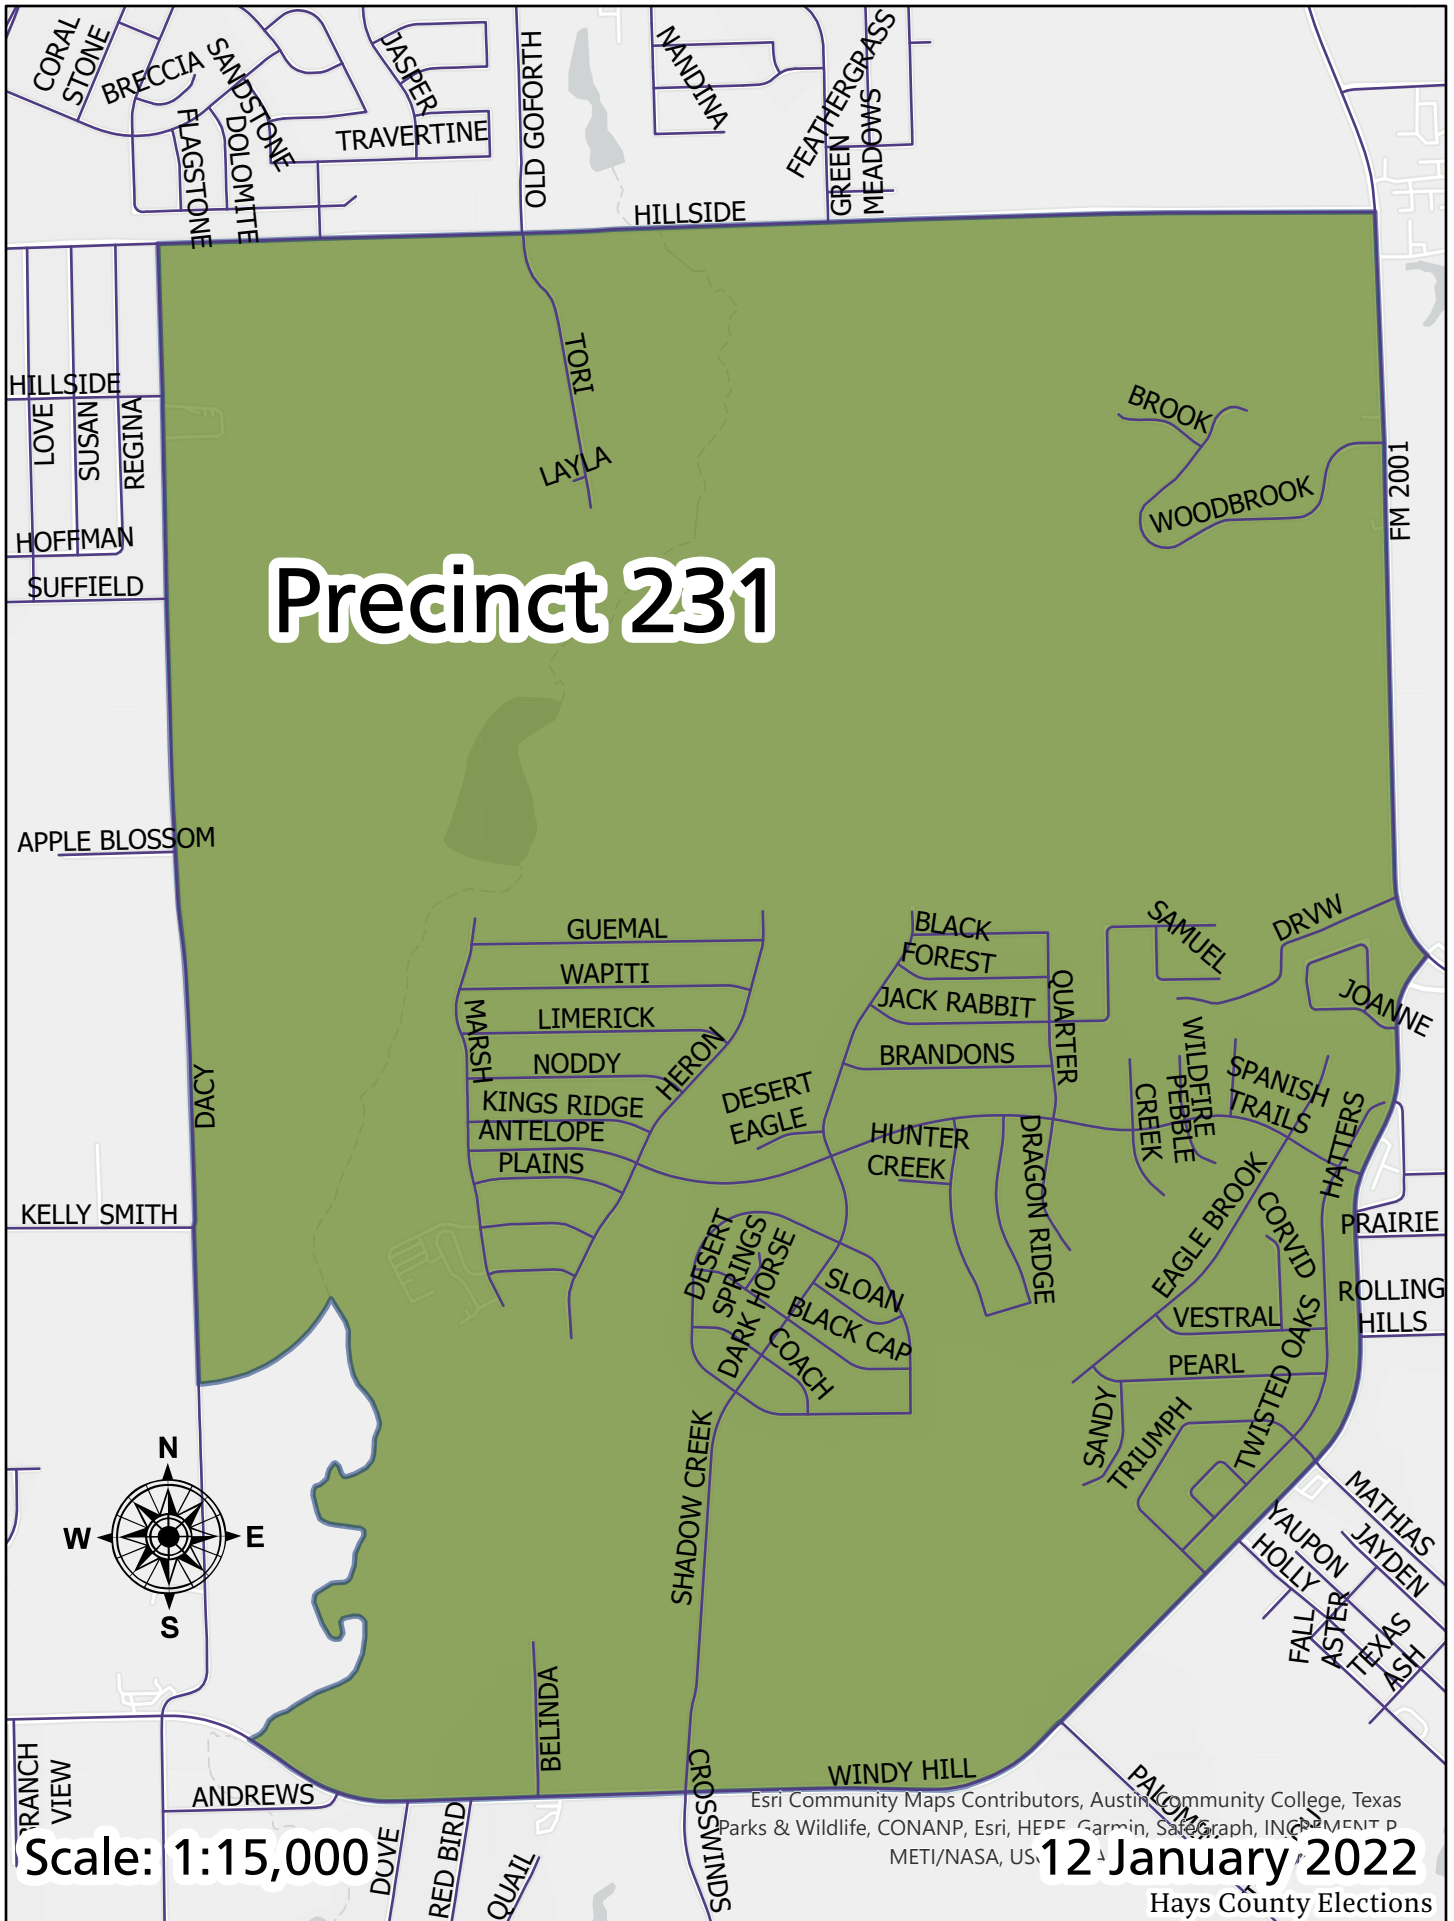 CORAL
STONE
BRECCIA
SANDSTONE
JASPER
FLAGSTONE
DOLOMITE
TRAVERTINE
OLD GOFORTH
NANDINA
FEATHERGRASS
GREEN
MEADOWS
HILLSIDE
HILLSIDE
LOVE
SUSAN
REGINA
HOFFMAN
SUFFIELD
TORI
LAYLA
BROOK
WOODBROOK
FM 2001
Precinct 231
APPLE BLOSSOM
DACY
KELLY SMITH
GUEMAL
WAPITI
LIMERICK
NODDY
KINGS RIDGE
ANTELOPE
PLAINS
MARSH
HERON
DESERT
EAGLE
BLACK
FOREST
JACK RABBIT
BRANDONS
QUARTER
SAMUEL
DRVW
JOANNE
WILDFIRE
PEBBLE
CREEK
SPANISH
TRAILS
HATTERS
HUNTER
CREEK
DRAGON RIDGE
EAGLE BROOK
CORVID
PRAIRIE
ROLLING
HILLS
DESERT
SPRINGS
DARK HORSE
SLOAN
BLACK CAP
COACH
VESTRAL
PEARL
SANDY
TRIUMPH
TWISTED OAKS
SHADOW CREEK
MATHIAS
YAUPON
JAYDEN
HOLLY
FALL
ASTER
TEXAS
ASH
N
W
E
S
BELINDA
CROSSWINDS
WINDY HILL
ANDREWS
VIEW
DOVE
RED BIRD
QUAIL
Esri Community Maps Contributors, Austin Community College, Texas
Parks & Wildlife, CONANP, Esri, HERE, Garmin, SafeGraph, INCREMENT P,
METI/NASA,
Scale: 1:15,000
12 January 2022
Hays County Elections